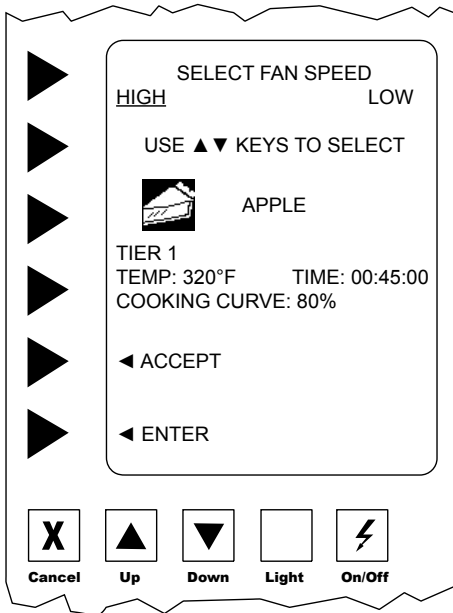 SELECT FAN SPEED
HIGH LOW
USE ▲▼ KEYS TO SELECT
APPLE
TIER 1
TEMP: 320°F TIME: 00:45:00
COOKING CURVE: 80%
◄ ACCEPT
◄ ENTER
X
Cancel Up Down Light On/Off